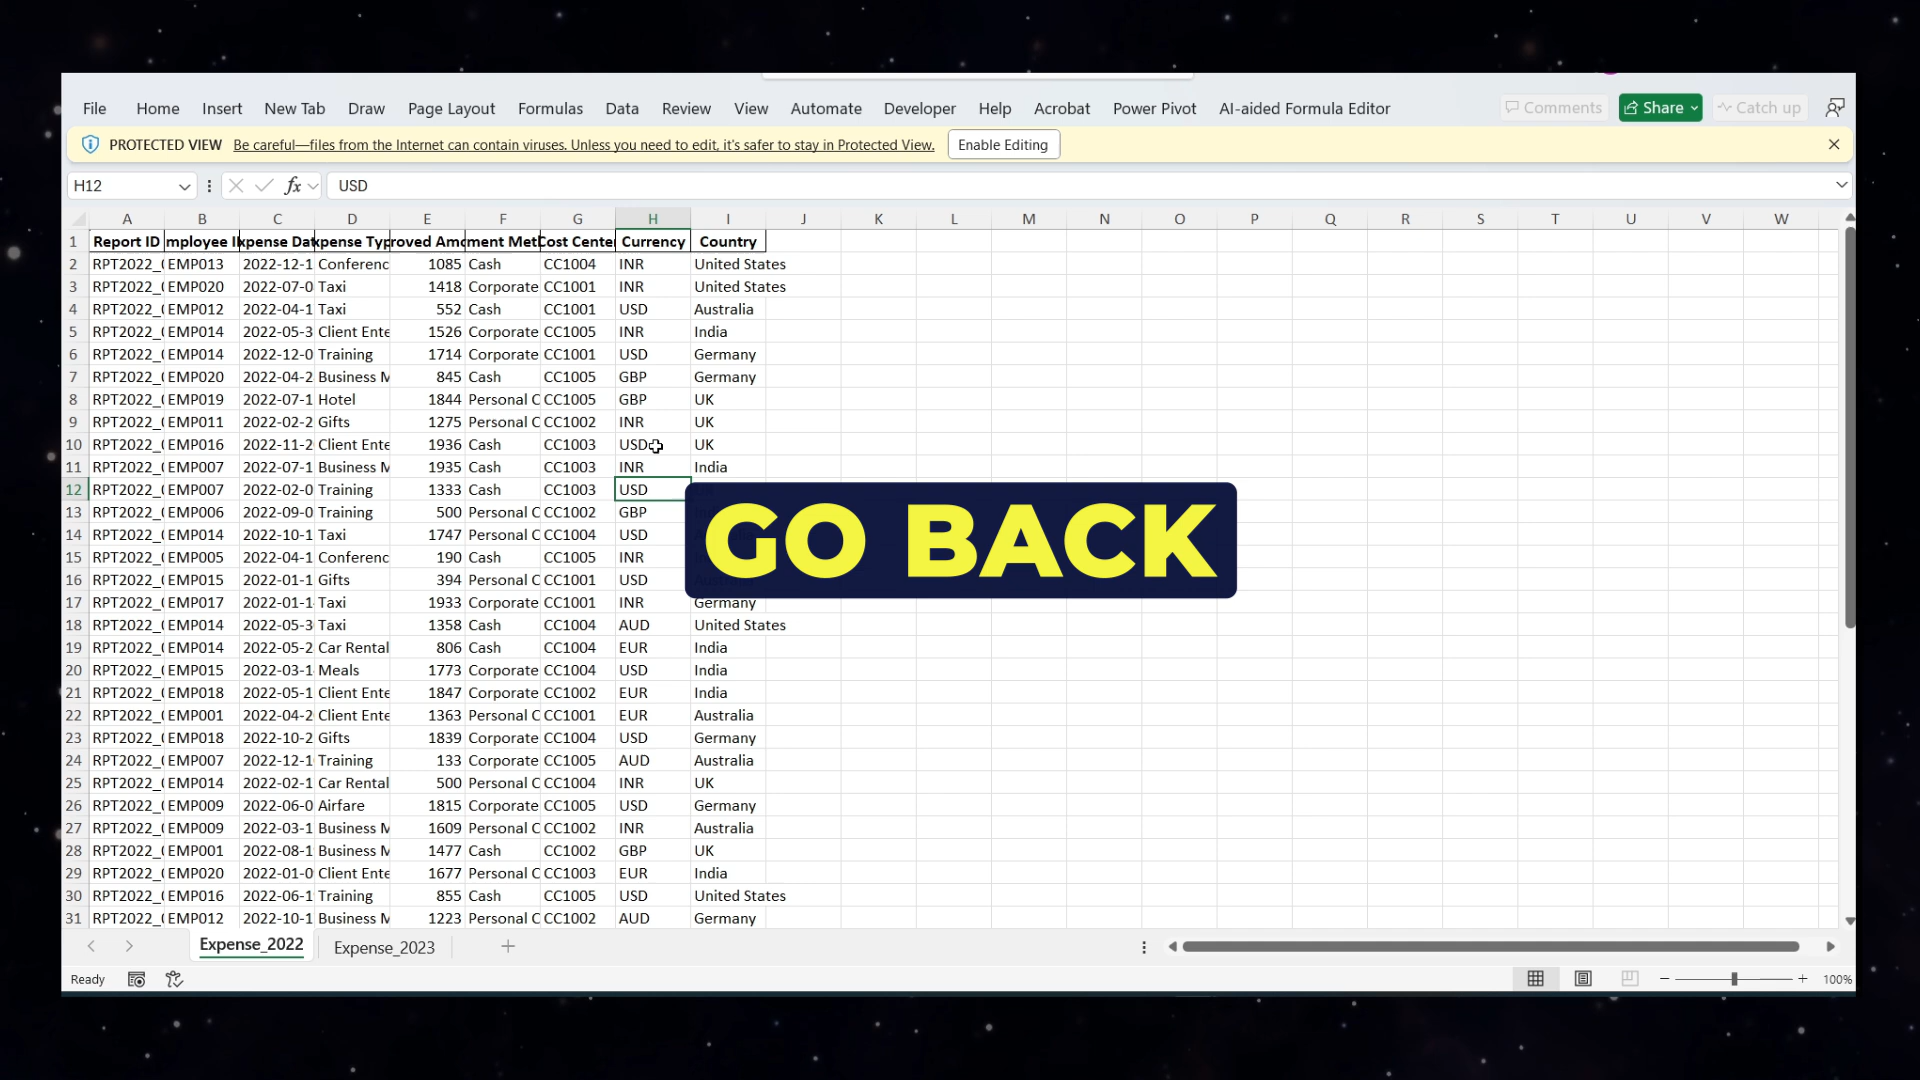 File Home Insert New Tab Draw Page Layout Formulas Data Review View Automate Developer Help Acrobat Power Pivot AI-aided Formula Editor Comments Share Catch up
PROTECTED VIEW Be careful—files from the Internet can contain viruses. Unless you need to edit, it's safer to stay in Protected View. Enable Editing
H12 fx USD
A B C D E F G H I J K L M N O P Q R S T U V W
1 Report ID mployee I xpense Dat xpense Typ roved Amo ment Met Cost Center Currency Country
2 RPT2022_ EMP013 2022-12-1 Conferenc 1085 Cash CC1004 INR United States
3 RPT2022_ EMP020 2022-07-0 Taxi 1418 Corporate CC1001 INR United States
4 RPT2022_ EMP012 2022-04-1 Taxi 552 Cash CC1001 USD Australia
5 RPT2022_ EMP014 2022-05-3 Client Ente 1526 Corporate CC1005 INR India
6 RPT2022_ EMP014 2022-12-0 Training 1714 Corporate CC1001 USD Germany
7 RPT2022_ EMP020 2022-04-2 Business M 845 Cash CC1005 GBP Germany
8 RPT2022_ EMP019 2022-07-1 Hotel 1844 Personal C CC1005 GBP UK
9 RPT2022_ EMP011 2022-02-2 Gifts 1275 Personal C CC1002 INR UK
10 RPT2022_ EMP016 2022-11-2 Client Ente 1936 Cash CC1003 USD UK
11 RPT2022_ EMP007 2022-07-1 Business M 1935 Cash CC1003 INR India
12 RPT2022_ EMP007 2022-02-0 Training 1333 Cash CC1003 USD
13 RPT2022_ EMP006 2022-09-0 Training 500 Personal C CC1002 GBP
14 RPT2022_ EMP014 2022-10-1 Taxi 1747 Personal C CC1004 USD
GO BACK
15 RPT2022_ EMP005 2022-04-1 Conferenc 190 Cash CC1005 INR
16 RPT2022_ EMP015 2022-01-1 Gifts 394 Personal C CC1001 USD
17 RPT2022_ EMP017 2022-01-1 Taxi 1933 Corporate CC1001 INR Germany
18 RPT2022_ EMP014 2022-05-3 Taxi 1358 Cash CC1004 AUD United States
19 RPT2022_ EMP014 2022-05-2 Car Rental 806 Cash CC1004 EUR India
20 RPT2022_ EMP015 2022-03-1 Meals 1773 Corporate CC1004 USD India
21 RPT2022_ EMP018 2022-05-1 Client Ente 1847 Corporate CC1002 EUR India
22 RPT2022_ EMP001 2022-04-2 Client Ente 1363 Personal C CC1001 EUR Australia
23 RPT2022_ EMP018 2022-10-2 Gifts 1839 Corporate CC1004 USD Germany
24 RPT2022_ EMP007 2022-12-1 Training 133 Corporate CC1005 AUD Australia
25 RPT2022_ EMP014 2022-02-1 Car Rental 500 Personal C CC1004 INR UK
26 RPT2022_ EMP009 2022-06-0 Airfare 1815 Corporate CC1005 USD Germany
27 RPT2022_ EMP009 2022-03-1 Business M 1609 Personal C CC1002 INR Australia
28 RPT2022_ EMP001 2022-08-1 Business M 1477 Cash CC1002 GBP UK
29 RPT2022_ EMP020 2022-01-0 Client Ente 1677 Personal C CC1003 EUR India
30 RPT2022_ EMP016 2022-06-1 Training 855 Cash CC1005 USD United States
31 RPT2022_ EMP012 2022-10-1 Business M 1223 Personal C CC1002 AUD Germany
Expense_2022 Expense_2023
Ready 100%